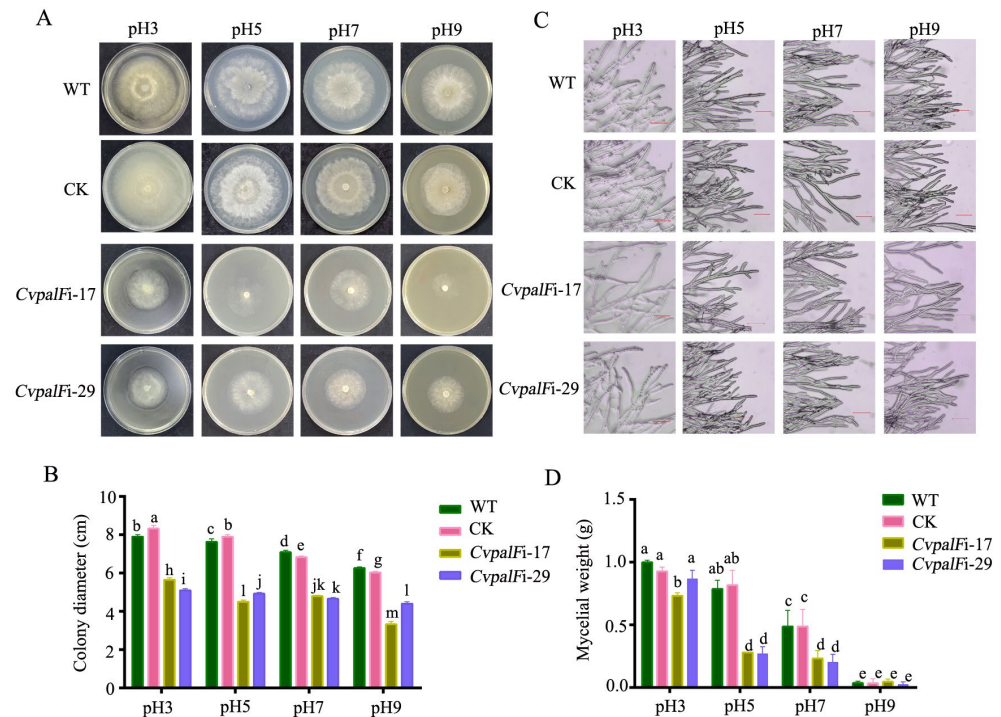 A
pH3 pH5 pH7 pH9
WT
CK
CvpalFi-17
CvpalFi-29
C
pH3 pH5 pH7 pH9
WT
CK
CvpalFi-17
CvpalFi-29
B
Colony diameter (cm)
10
8
6
4
2
0
b a h i c b l j d e jk k f g m l
pH3 pH5 pH7 pH9
WT
CK
CvpalFi-17
CvpalFi-29
D
Mycelial weight (g)
1.5
1.0
0.5
0.0
a a b a ab ab d d c c d d e e e e
pH3 pH5 pH7 pH9
WT
CK
CvpalFi-17
CvpalFi-29